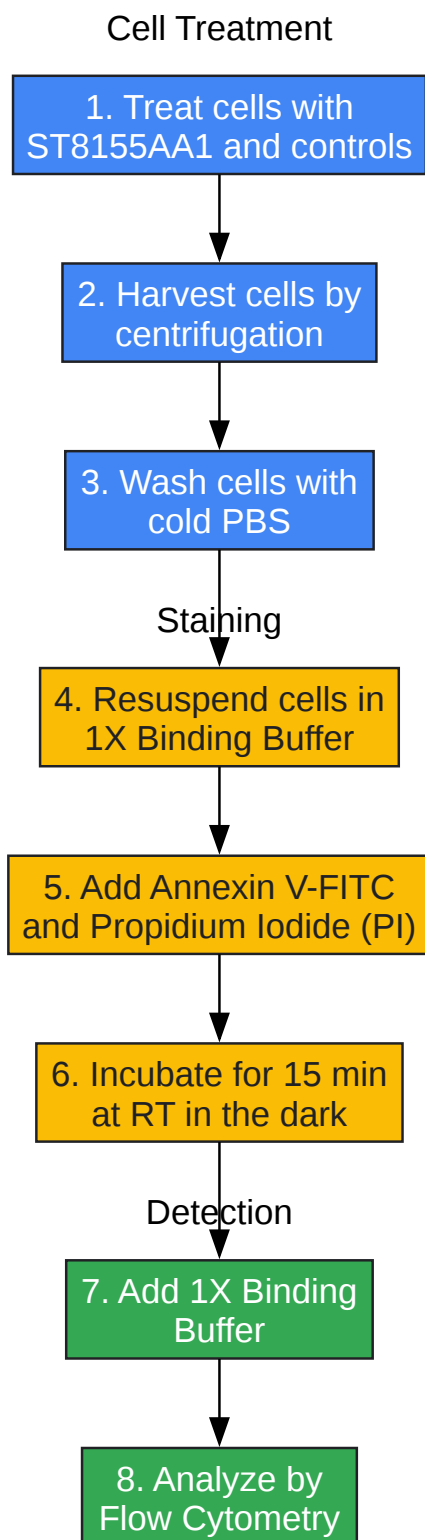 Cell Treatment
1. Treat cells with
ST8155AA1 and controls
2. Harvest cells by
centrifugation
3. Wash cells with
cold PBS
Staining
4. Resuspend cells in
1X Binding Buffer
5. Add Annexin V-FITC
and Propidium Iodide (PI)
6. Incubate for 15 min
at RT in the dark
Detection
7. Add 1X Binding
Buffer
8. Analyze by
Flow Cytometry